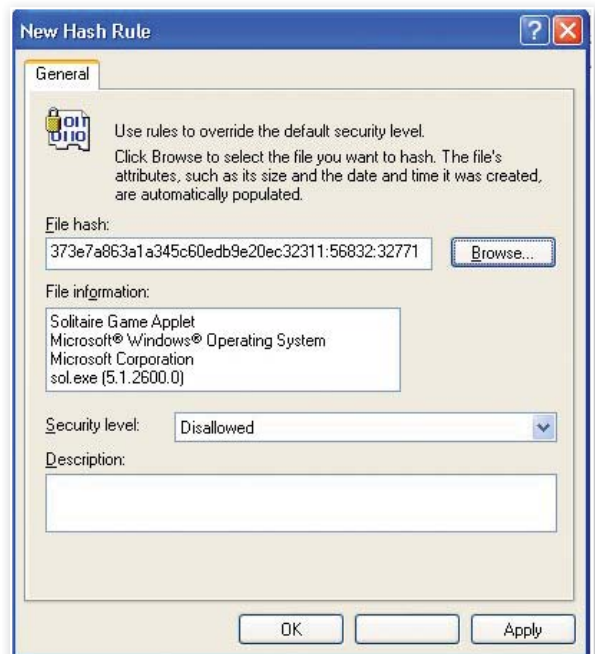 New Hash Rule
General
Use rules to override the default security level.
Click Browse to select the file you want to hash. The file's
attributes, such as its size and the date and time it was created,
are automatically populated.
File hash:
373e7a863a1a345c60edb9e20ec32311:56832:32771
Browse...
File information:
Solitaire Game Applet
Microsoft® Windows® Operating System
Microsoft Corporation
sol.exe (5.1.2600.0)
Security level:
Disallowed
Description:
OK
Apply